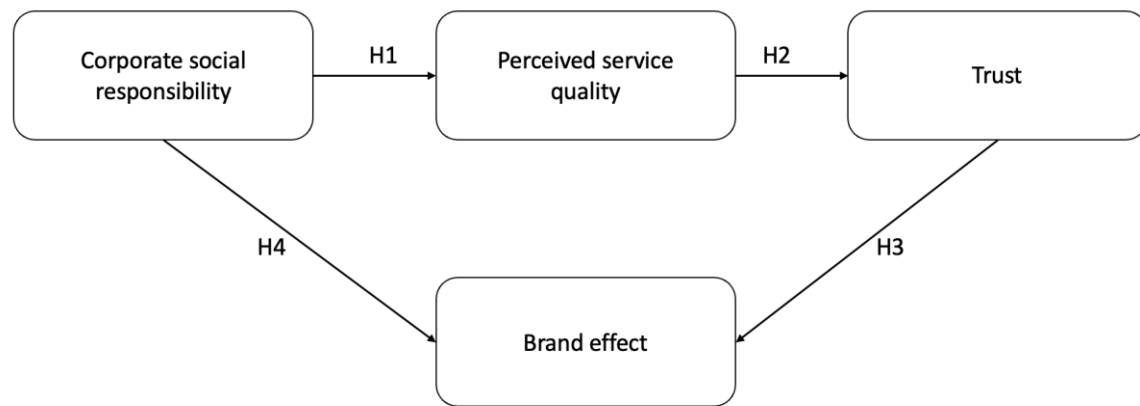 Corporate social
responsibility
H1
Perceived service
quality
H2
Trust
H4
H3
Brand effect